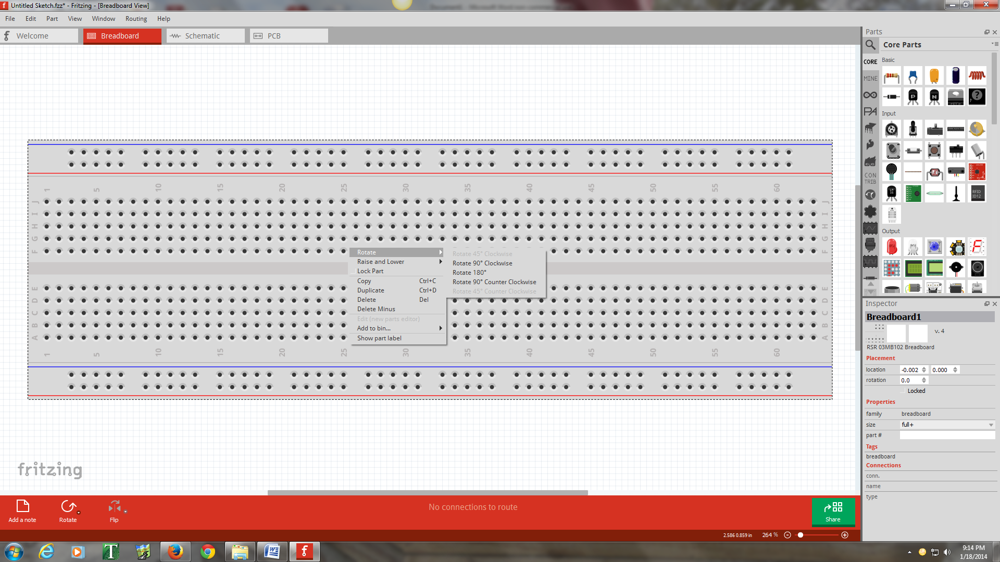 Untitled Sketch.fzz* - Fritzing - [Breadboard View]
File Edit Part View Window Routing Help
Welcome Breadboard Schematic PCB
Parts
Core Parts
CORE
Basic
MINE
Input
CON
TRIB
RFID
ID12
Output
1 5 10 15 20 25 30 35 40 45 50 55 60
J J
I I
H H
G G
F F
E E
D D
C C
B B
A A
1 5 10 15 20 25 30 35 40 45 50 55 60
Rotate
Raise and Lower
Lock Part
Copy Ctrl+C
Duplicate Ctrl+D
Delete Del
Delete Minus
Edit (new parts editor)
Add to bin...
Show part label
Rotate 45° Clockwise
Rotate 90° Clockwise
Rotate 180°
Rotate 90° Counter Clockwise
Rotate 45° Counter Clockwise
Inspector
Breadboard1
v. 4
RSR 03MB102 Breadboard
Placement
location -0.002 0.000
rotation 0.0
Locked
Properties
family breadboard
size full+
part #
Tags
breadboard
Connections
conn.
name
type
fritzing
Add a note Rotate Flip
No connections to route
Share
2.586 0.859 in 264 %
9:14 PM
1/18/2014